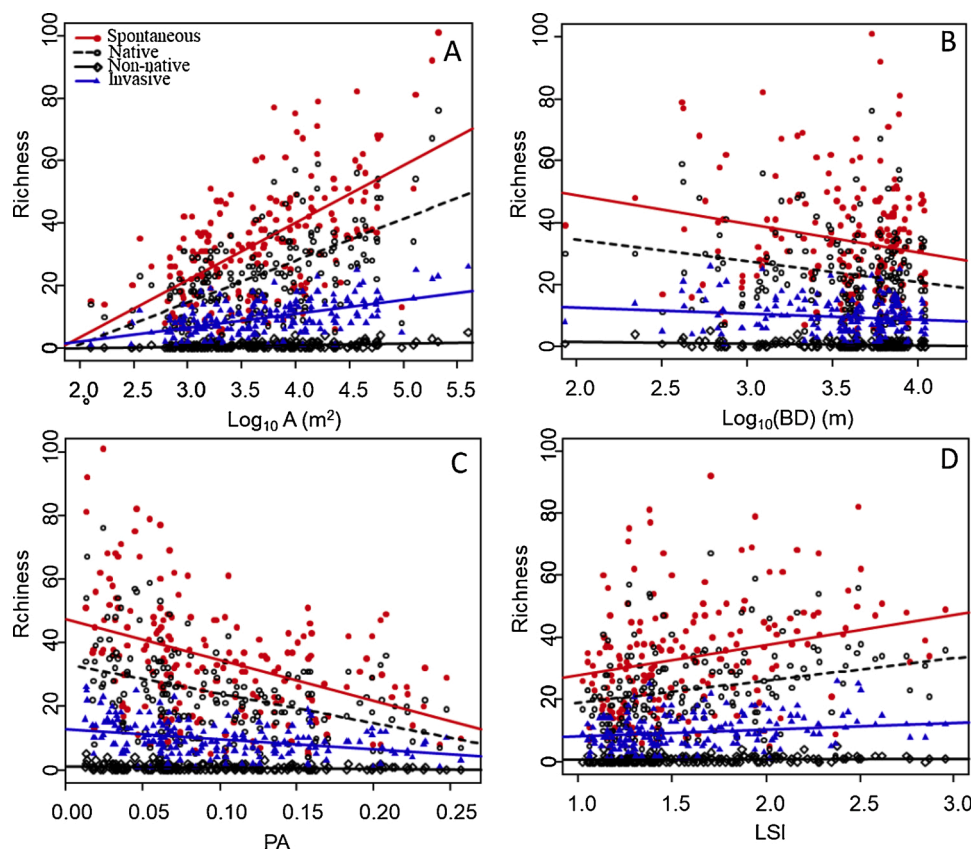 A
Spontaneous
Native
Non-native
Invasive
Richness
0 20 40 60 80 100
2.0 2.5 3.0 3.5 4.0 4.5 5.0 5.5
Log10 A (m²)
B
Richness
0 20 40 60 80 100
2.0 2.5 3.0 3.5 4.0
Log10(BD) (m)
C
Rchiness
0 20 40 60 80 100
0.00 0.05 0.10 0.15 0.20 0.25
PA
D
Richness
0 20 40 60 80 100
1.0 1.5 2.0 2.5 3.0
LSI